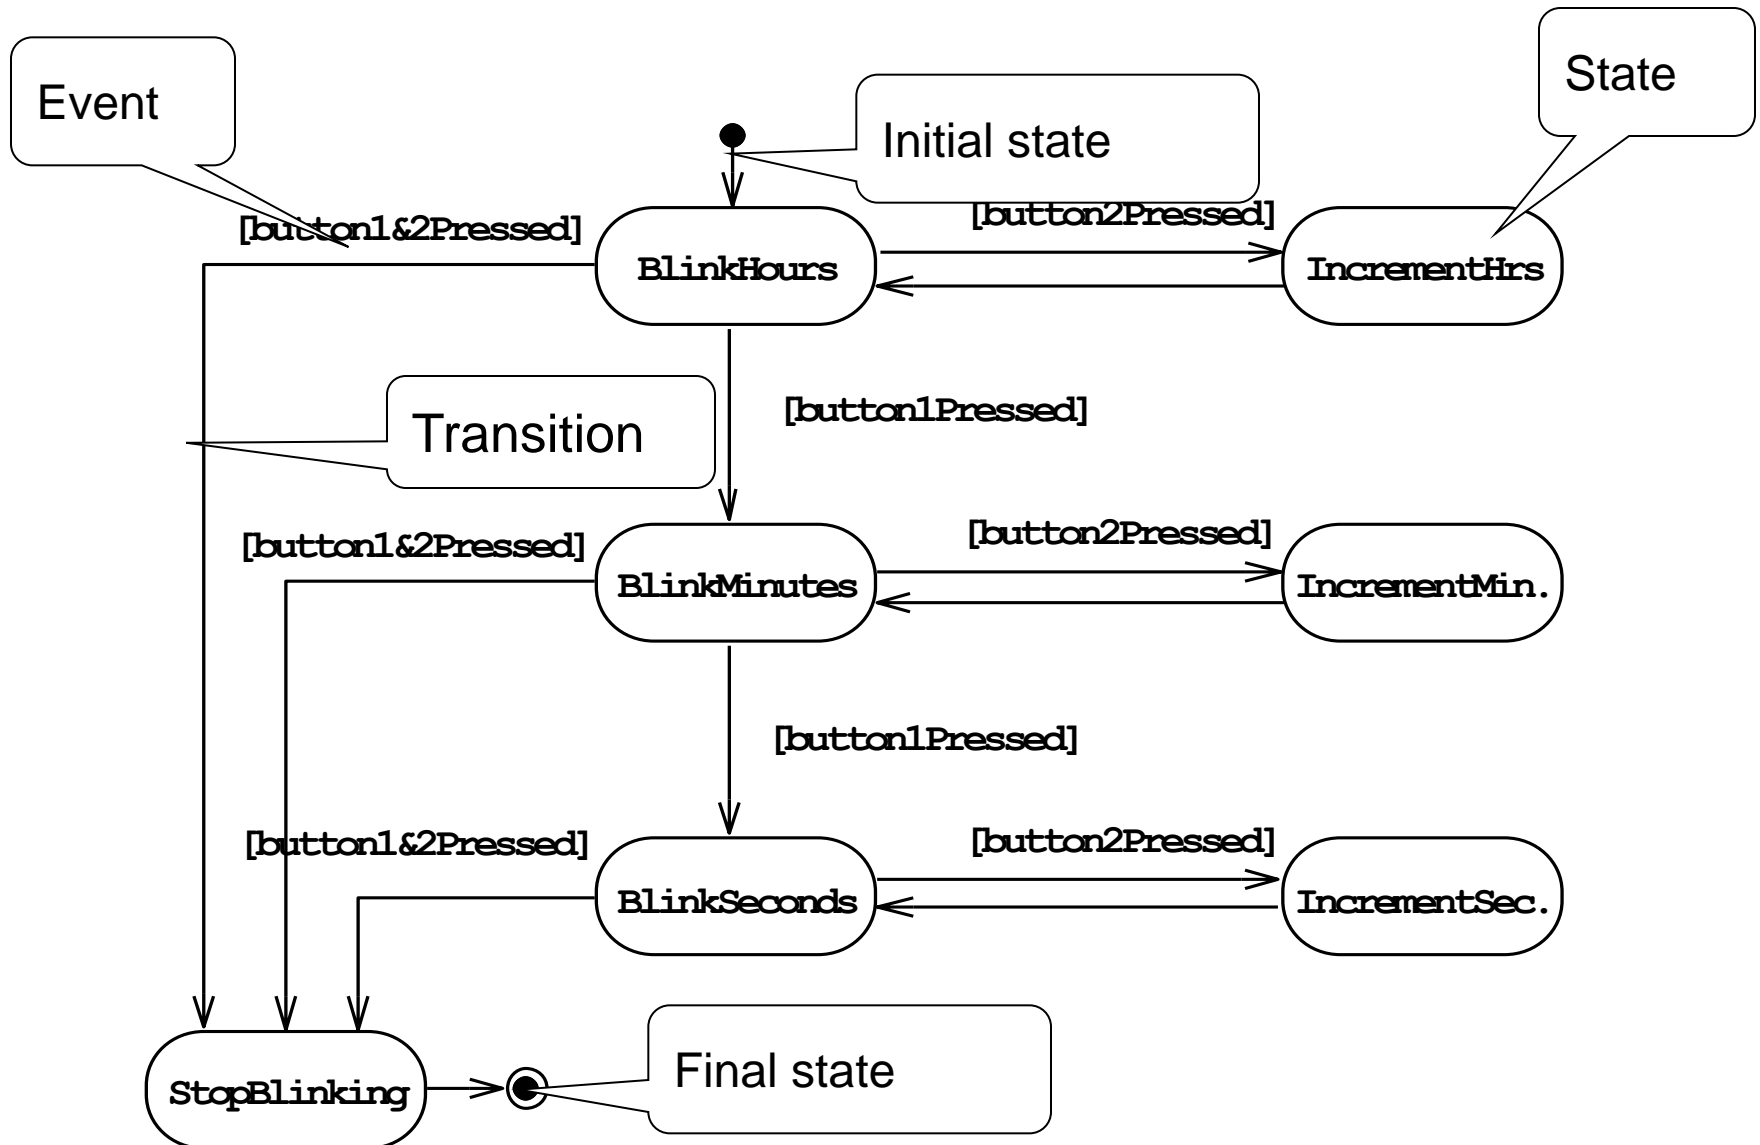 Event
State
Initial state
[button1&2Pressed]
[button2Pressed]
BlinkHours
IncrementHrs
[button1Pressed]
Transition
[button1&2Pressed]
[button2Pressed]
BlinkMinutes
IncrementMin.
[button1Pressed]
[button1&2Pressed]
[button2Pressed]
BlinkSeconds
IncrementSec.
Final state
StopBlinking